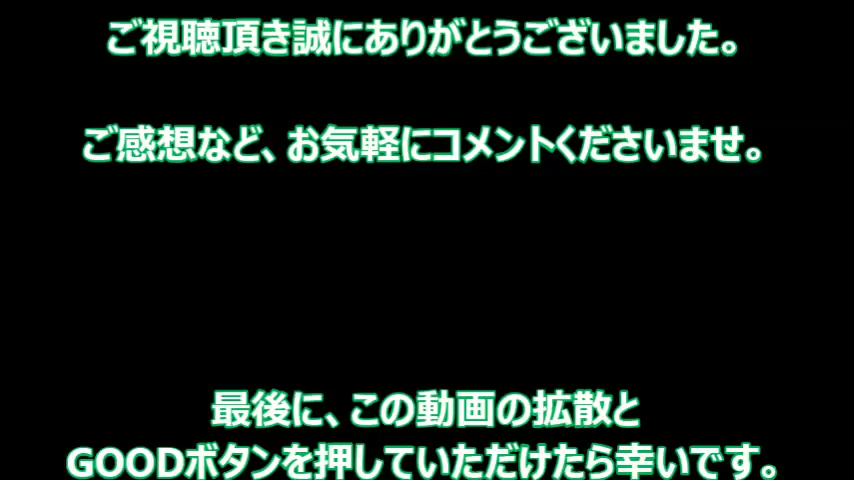 ご視聴頂き誠にありがとうございました。
ご感想など、お気軽にコメントくださいませ。
最後に、この動画の拡散と
GOODボタンを押していただけたら幸いです。